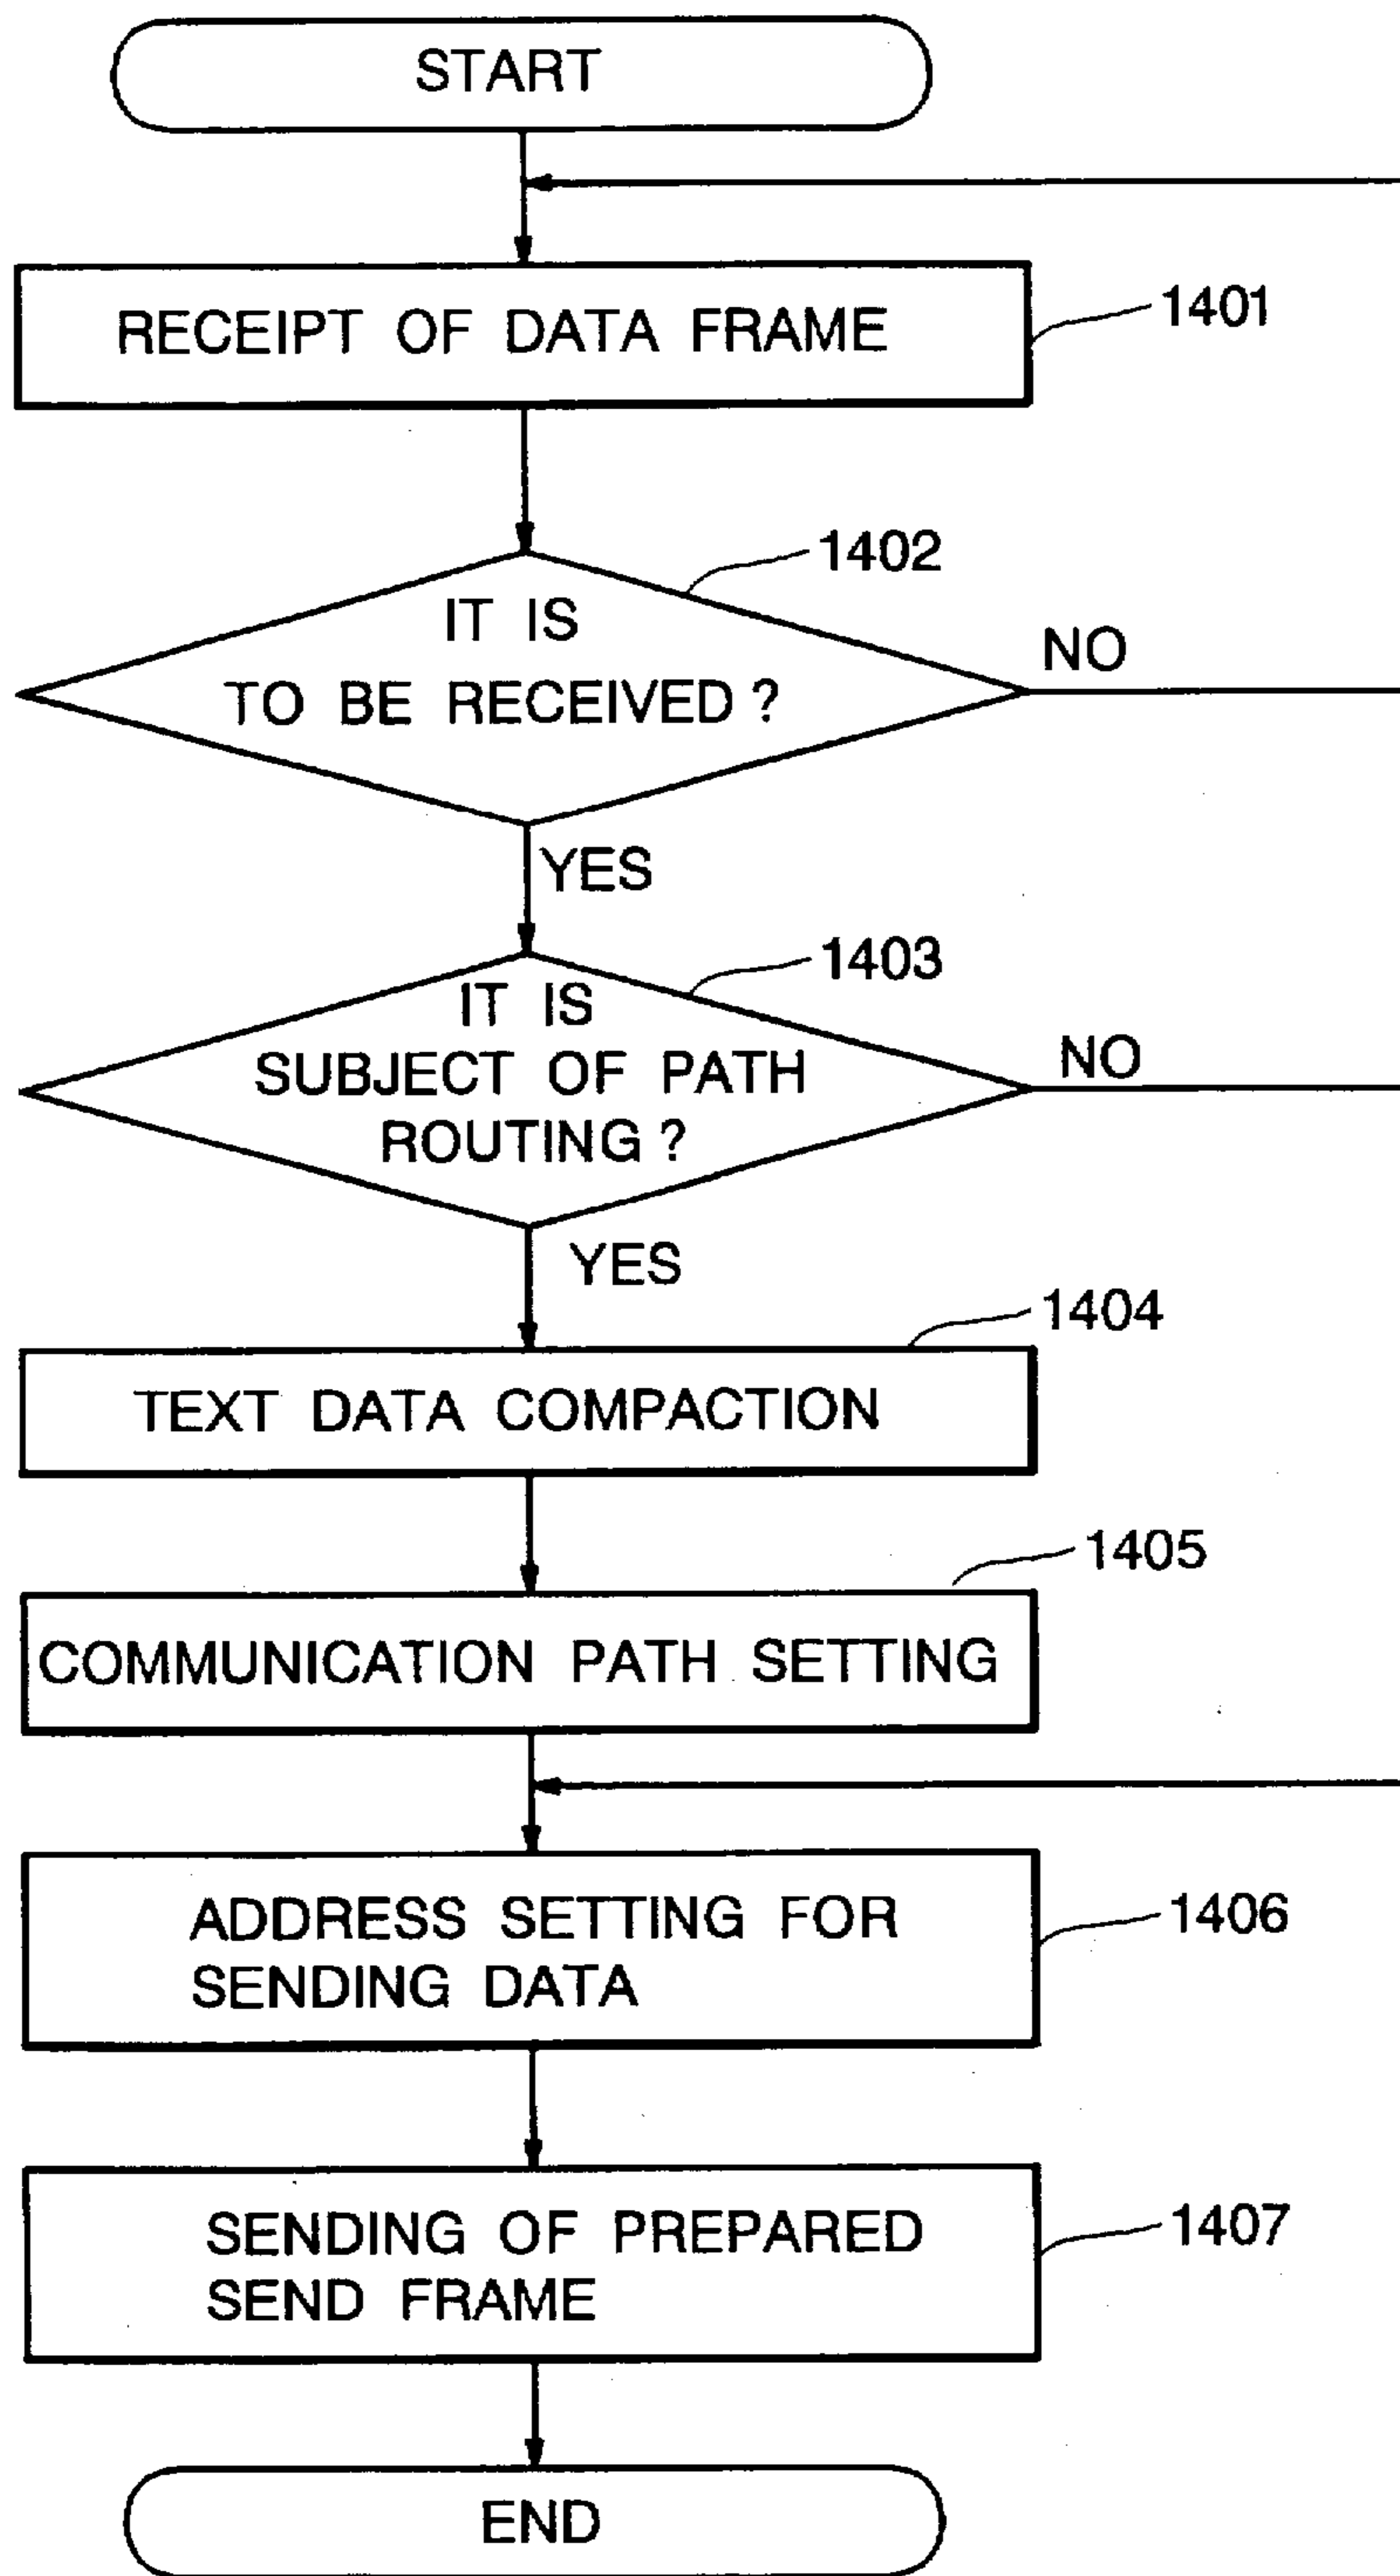 START
RECEIPT OF DATA FRAME
1401
1402
IT IS
TO BE RECEIVED ?
NO
YES
1403
IT IS
SUBJECT OF PATH
ROUTING ?
NO
YES
1404
TEXT DATA COMPACTION
1405
COMMUNICATION PATH SETTING
ADDRESS SETTING FOR
SENDING DATA
1406
SENDING OF PREPARED
SEND FRAME
1407
END